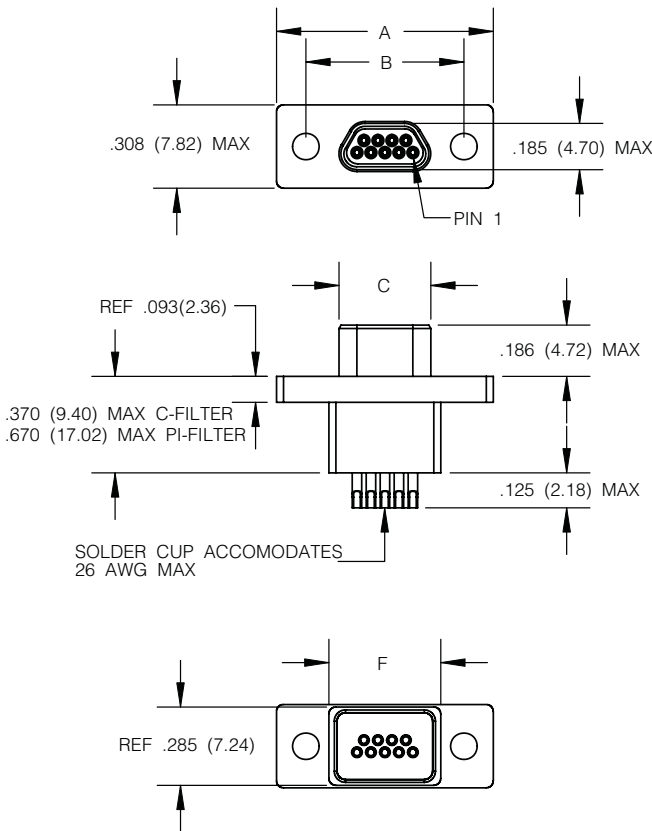 A
B
.308 (7.82) MAX
.185 (4.70) MAX
PIN 1
C
REF .093(2.36)
.186 (4.72) MAX
.370 (9.40) MAX C-FILTER
.670 (17.02) MAX PI-FILTER
.125 (2.18) MAX
SOLDER CUP ACCOMODATES
26 AWG MAX
F
REF .285 (7.24)